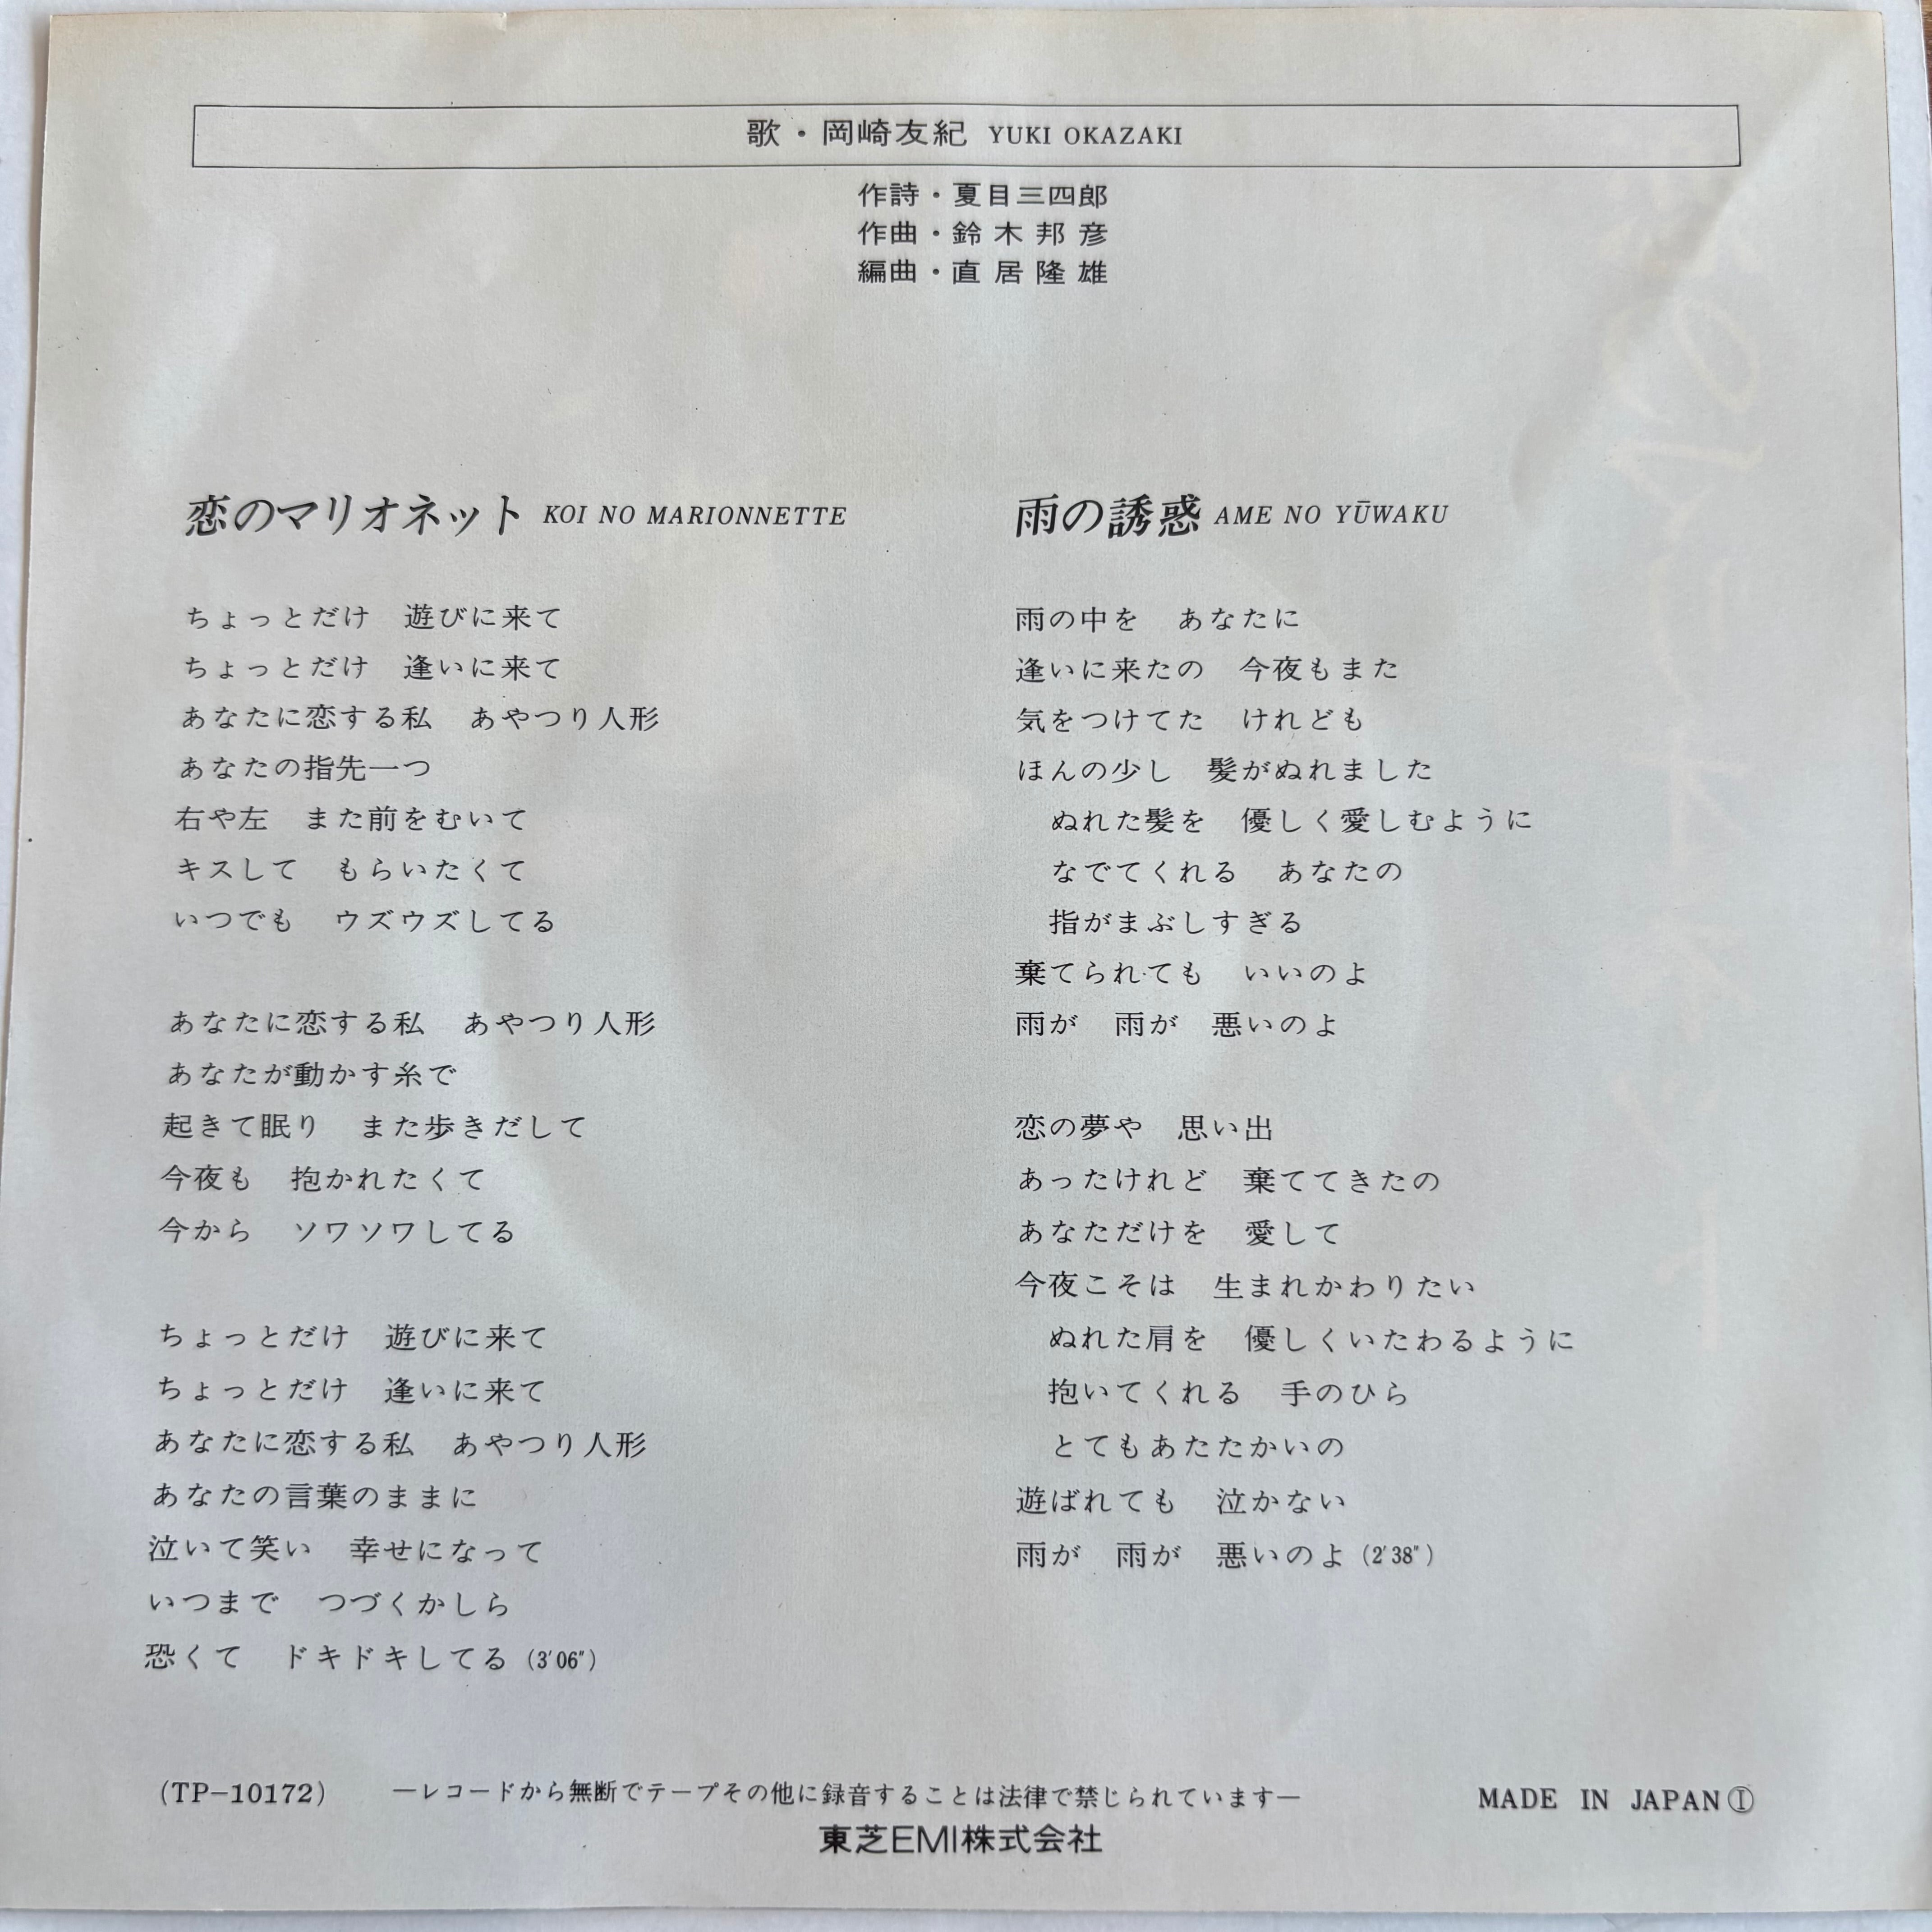 歌・岡崎友紀 YUKI OKAZAKI
作詩・夏目三四郎
作曲・鈴木邦彦
編曲・直居隆雄
恋のマリオネット KOI NO MARIONNETTE
ちょっとだけ　遊びに来て
ちょっとだけ　逢いに来て
あなたに恋する私　あやつり人形
あなたの指先一つ
右や左　また前をむいて
キスして　もらいたくて
いつでも　ウズウズしてる
あなたに恋する私　あやつり人形
あなたが動かす糸で
起きて眠り　また歩きだして
今夜も　抱かれたくて
今から　ソワソワしてる
ちょっとだけ　遊びに来て
ちょっとだけ　逢いに来て
あなたに恋する私　あやつり人形
あなたの言葉のままに
泣いて笑い　幸せになって
いつまで　つづくかしら
恐くて　ドキドキしてる (3'06")
雨の誘惑 AME NO YŪWAKU
雨の中を　あなたに
逢いに来たの　今夜もまた
気をつけてた　けれども
ほんの少し　髪がぬれました
ぬれた髪を　優しく愛しむように
なでてくれる　あなたの
指がまぶしすぎる
棄てられても　いいのよ
雨が　雨が　悪いのよ
恋の夢や　思い出
あったけれど　棄ててきたの
あなただけを　愛して
今夜こそは　生まれかわりたい
ぬれた肩を　優しくいたわるように
抱いてくれる　手のひら
とてもあたたかいの
遊ばれても　泣かない
雨が　雨が　悪いのよ (2'38")
(TP-10172)　―レコードから無断でテープその他に録音することは法律で禁じられています―　MADE IN JAPAN Ⓘ
東芝EMI株式会社